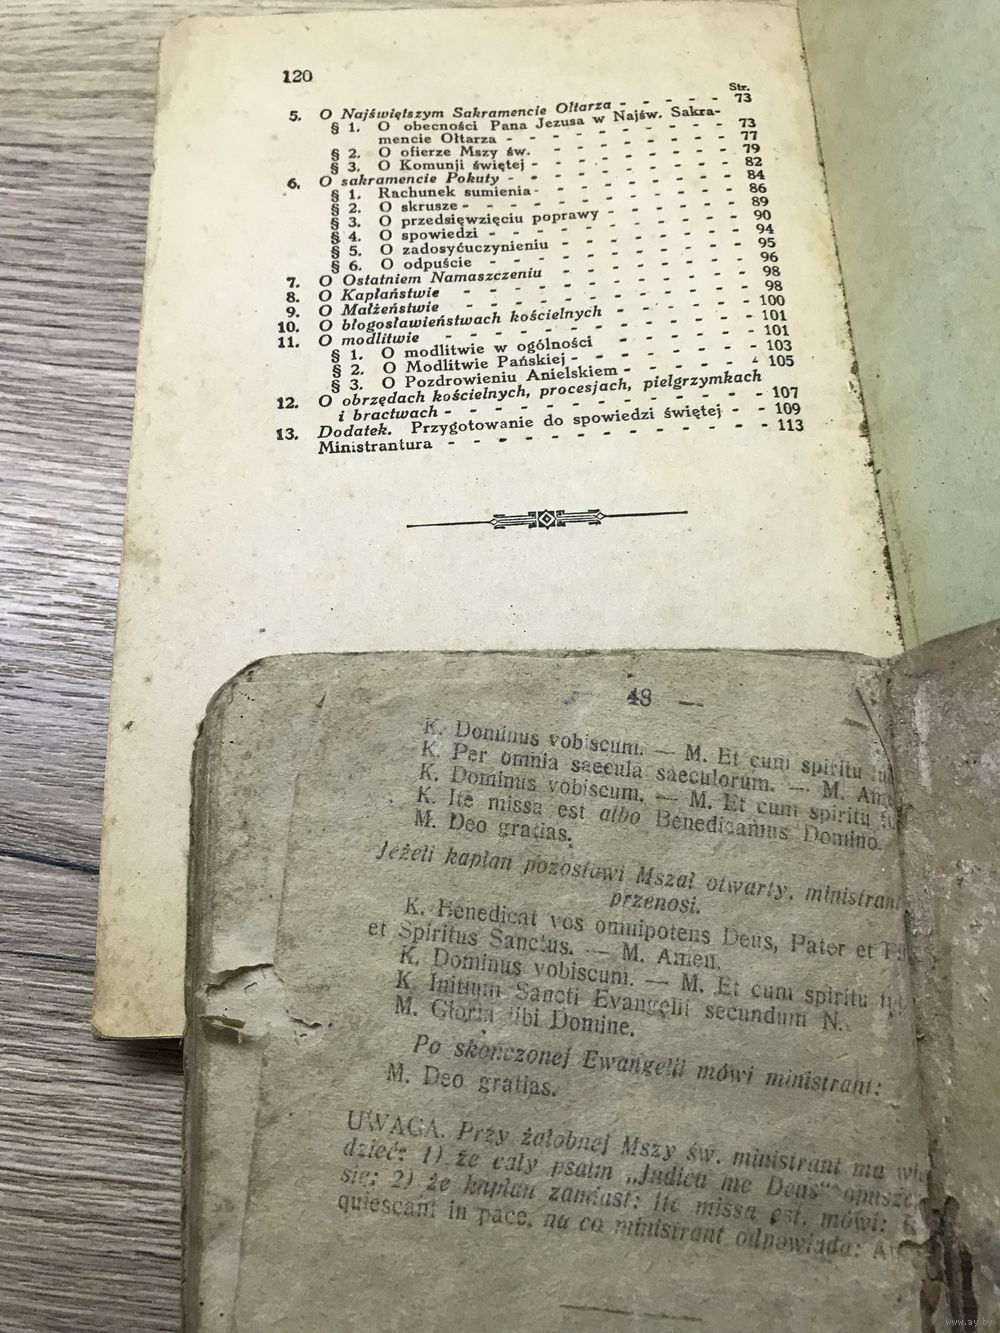 120
Str.
5. O Najświętszym Sakramencie Ołtarza - - - - - 73
§ 1. O obecności Pana Jezusa w Najśw. Sakra-
mencie Ołtarza - - - - - - - - 73
§ 2. O ofierze Mszy św. - - - - - - - 77
§ 3. O Komunji świętej - - - - - - - 79
6. O sakramencie Pokuty - - - - - - - - 82
§ 1. Rachunek sumienia - - - - - - - 84
§ 2. O skrusze - - - - - - - - - 86
§ 3. O przedsięwzięciu poprawy - - - - - 89
§ 4. O spowiedzi - - - - - - - - 90
§ 5. O zadosyćuczynieniu - - - - - - 94
§ 6. O odpuście - - - - - - - - 95
7. O Ostatniem Namaszczeniu - - - - - - 96
8. O Kapłaństwie - - - - - - - - - 98
9. O Małżeństwie - - - - - - - - - 98
10. O błogosławieństwach kościelnych - - - - - 100
11. O modlitwie - - - - - - - - - - 101
§ 1. O modlitwie w ogólności - - - - - 101
§ 2. O Modlitwie Pańskiej - - - - - - 103
§ 3. O Pozdrowieniu Anielskiem - - - - - 105
12. O obrzędach kościelnych, procesjach, pielgrzymkach
i bractwach - - - - - - - - - 107
13. Dodatek. Przygotowanie do spowiedzi świętej - - 109
Ministrantura - - - - - - - - - - 113
48 —
K. Dominus vobiscum. — M. Et cum spiritu
K. Per omnia saecula saeculorum. — M.
K. Dominus vobiscum. — M. Et cum spiritu
K. Ite missa est albo Benedicamus Domino.
M. Deo gratias.
Jeżeli kapłan pozostawi Mszał otwarty, ministrant
przenosi.
K. Benedicat vos omnipotens Deus, Pater et
et Spiritus Sanctus. — M. Amen.
K. Dominus vobiscum. — M. Et cum spiritu
K. Initium Sancti Evangelii secundum N.
M. Gloria tibi Domine.
Po skończonej Ewangelii mówi ministrant:
M. Deo gratias.
UWAGA. Przy żałobnej Mszy św. ministrant ma
dzieć: 1) że cały psalm „Judica me Deus"
się; 2) że kapłan zamiast: Ite missa est, mówi:
quiescant in pace, na co ministrant odpowiada:
www.ay.by